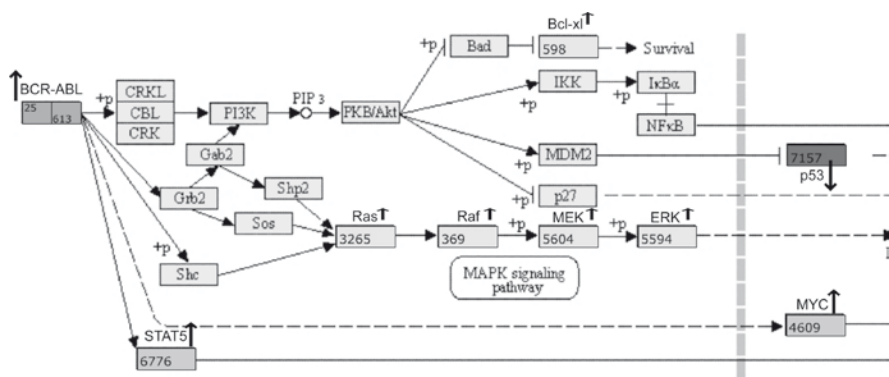 Bcl-xl
+p
Bad
598
Survival
BCR-ABL
25
613
+p
CRKL
CBL
CRK
PI3K
PIP 3
PKB/Akt
IKK
+p
+p
IκBα
NFκB
Gab2
MDM2
+p
7157
p53
Grb2
Shp2
p27
+p
Sos
Ras
3265
Raf
369
+p
MEK
5604
+p
ERK
5594
+p
Shc
MAPK signaling
pathway
MYC
4609
STAT5
6776